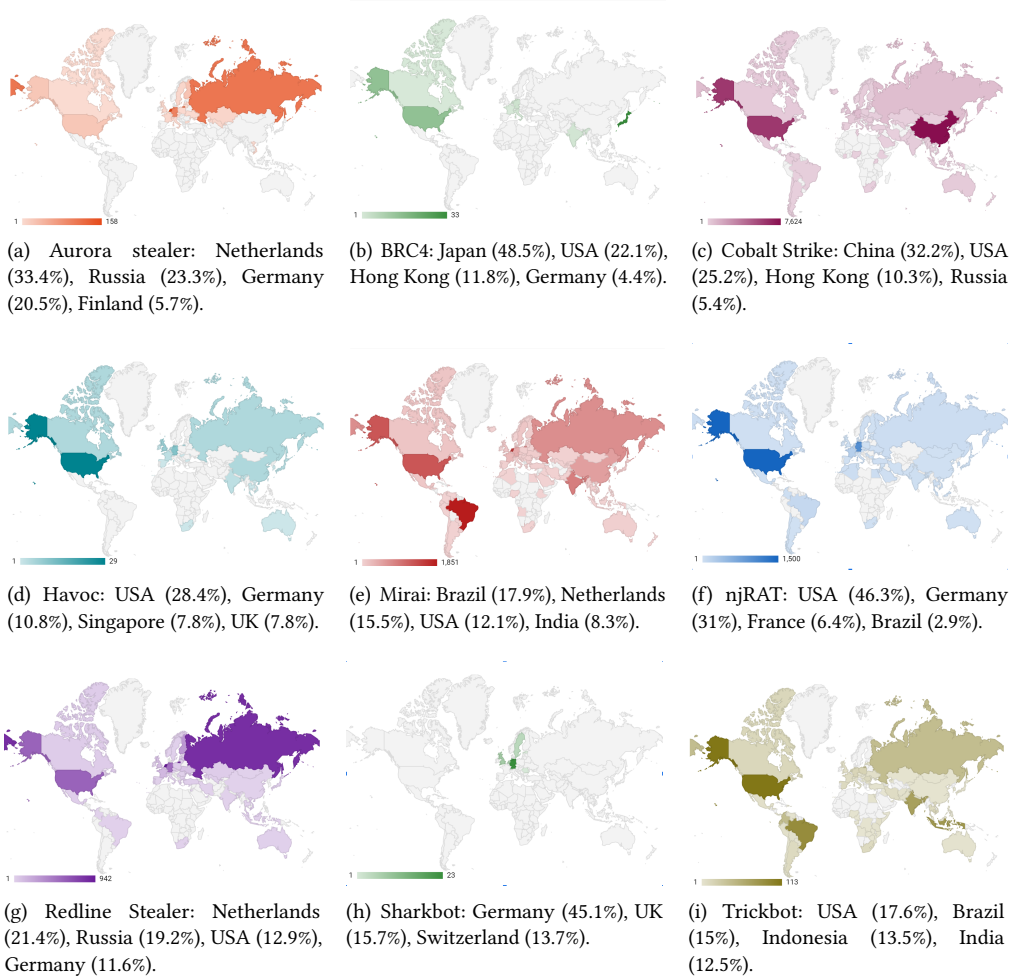 1 158
1 33
1 7,624
(a) Aurora stealer: Netherlands
(33.4%), Russia (23.3%), Germany
(20.5%), Finland (5.7%).
(b) BRC4: Japan (48.5%), USA (22.1%),
Hong Kong (11.8%), Germany (4.4%).
(c) Cobalt Strike: China (32.2%), USA
(25.2%), Hong Kong (10.3%), Russia
(5.4%).
1 29
1 1,851
1 1,500
(d) Havoc: USA (28.4%), Germany
(10.8%), Singapore (7.8%), UK (7.8%).
(e) Mirai: Brazil (17.9%), Netherlands
(15.5%), USA (12.1%), India (8.3%).
(f) njRAT: USA (46.3%), Germany
(31%), France (6.4%), Brazil (2.9%).
1 942
1 23
1 113
(g) Redline Stealer: Netherlands
(21.4%), Russia (19.2%), USA (12.9%),
Germany (11.6%).
(h) Sharkbot: Germany (45.1%), UK
(15.7%), Switzerland (13.7%).
(i) Trickbot: USA (17.6%), Brazil
(15%), Indonesia (13.5%), India
(12.5%).